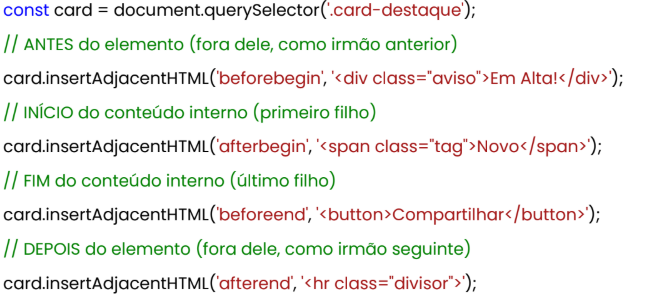 const card = document.querySelector('.card-destaque');
// ANTES do elemento (fora dele, como irmão anterior)
card.insertAdjacentHTML('beforebegin', '<div class="aviso">Em Alta!</div>');
// INÍCIO do conteúdo interno (primeiro filho)
card.insertAdjacentHTML('afterbegin', '<span class="tag">Novo</span>');
// FIM do conteúdo interno (último filho)
card.insertAdjacentHTML('beforeend', '<button>Compartilhar</button>');
// DEPOIS do elemento (fora dele, como irmão seguinte)
card.insertAdjacentHTML('afterend', '<hr class="divisor">');